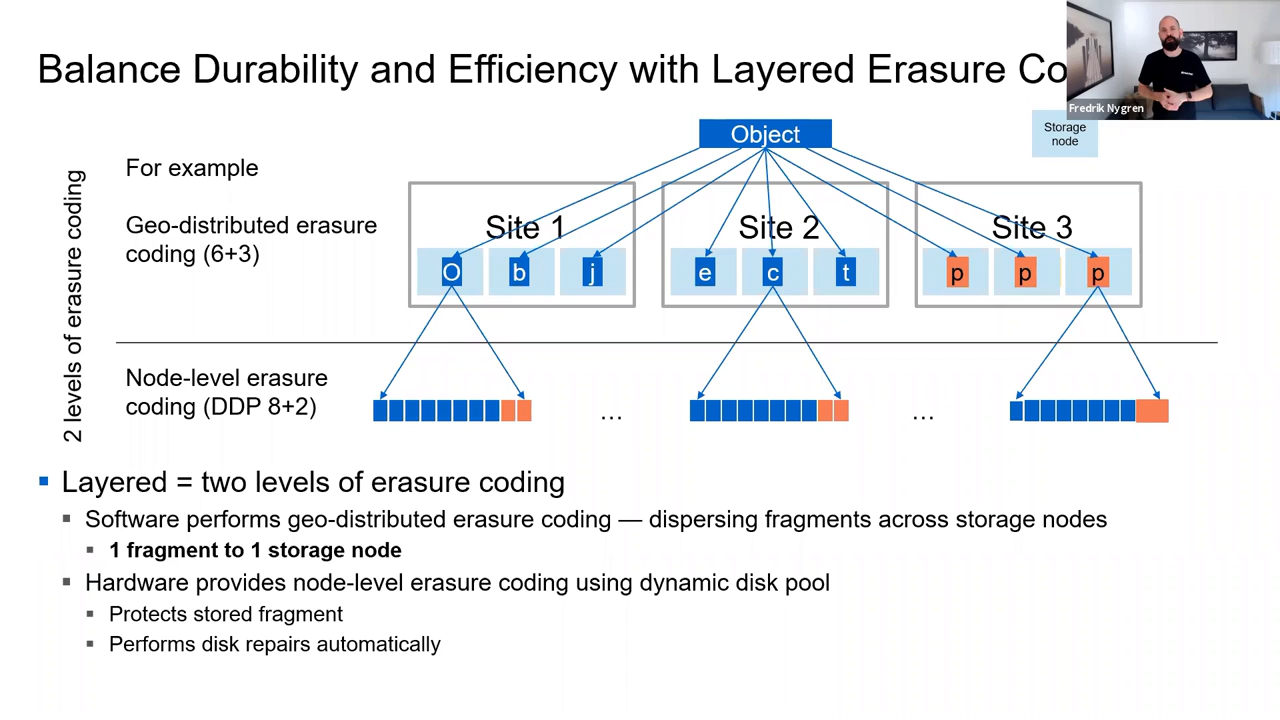 Balance Durability and Efficiency with Layered Erasure Co
Fredrik Nygren
Object
Storage
node
2 levels of erasure coding
For example
Geo-distributed erasure
coding (6+3)
Site 1
Site 2
Site 3
O b j e c t p p p
Node-level erasure
coding (DDP 8+2)
... ...
Layered = two levels of erasure coding
Software performs geo-distributed erasure coding — dispersing fragments across storage nodes
1 fragment to 1 storage node
Hardware provides node-level erasure coding using dynamic disk pool
Protects stored fragment
Performs disk repairs automatically